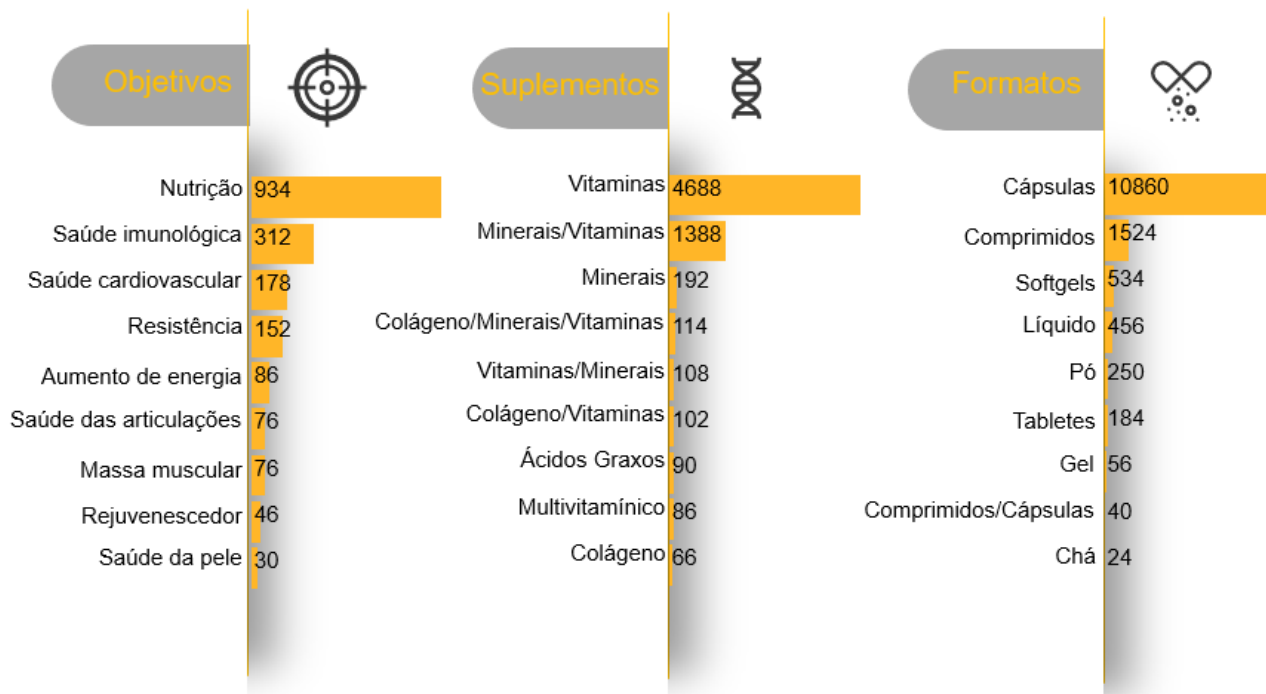 Objetivos
Nutrição 934
Saúde imunológica 312
Saúde cardiovascular 178
Resistência 152
Aumento de energia 86
Saúde das articulações 76
Massa muscular 76
Rejuvenescedor 46
Saúde da pele 30
Suplementos
Vitaminas 4688
Minerais/Vitaminas 1388
Minerais 192
Colágeno/Minerais/Vitaminas 114
Vitaminas/Minerais 108
Colágeno/Vitaminas 102
Ácidos Graxos 90
Multivitamínico 86
Colágeno 66
Formatos
Cápsulas 10860
Comprimidos 1524
Softgels 534
Líquido 456
Pó 250
Tabletes 184
Gel 56
Comprimidos/Cápsulas 40
Chá 24